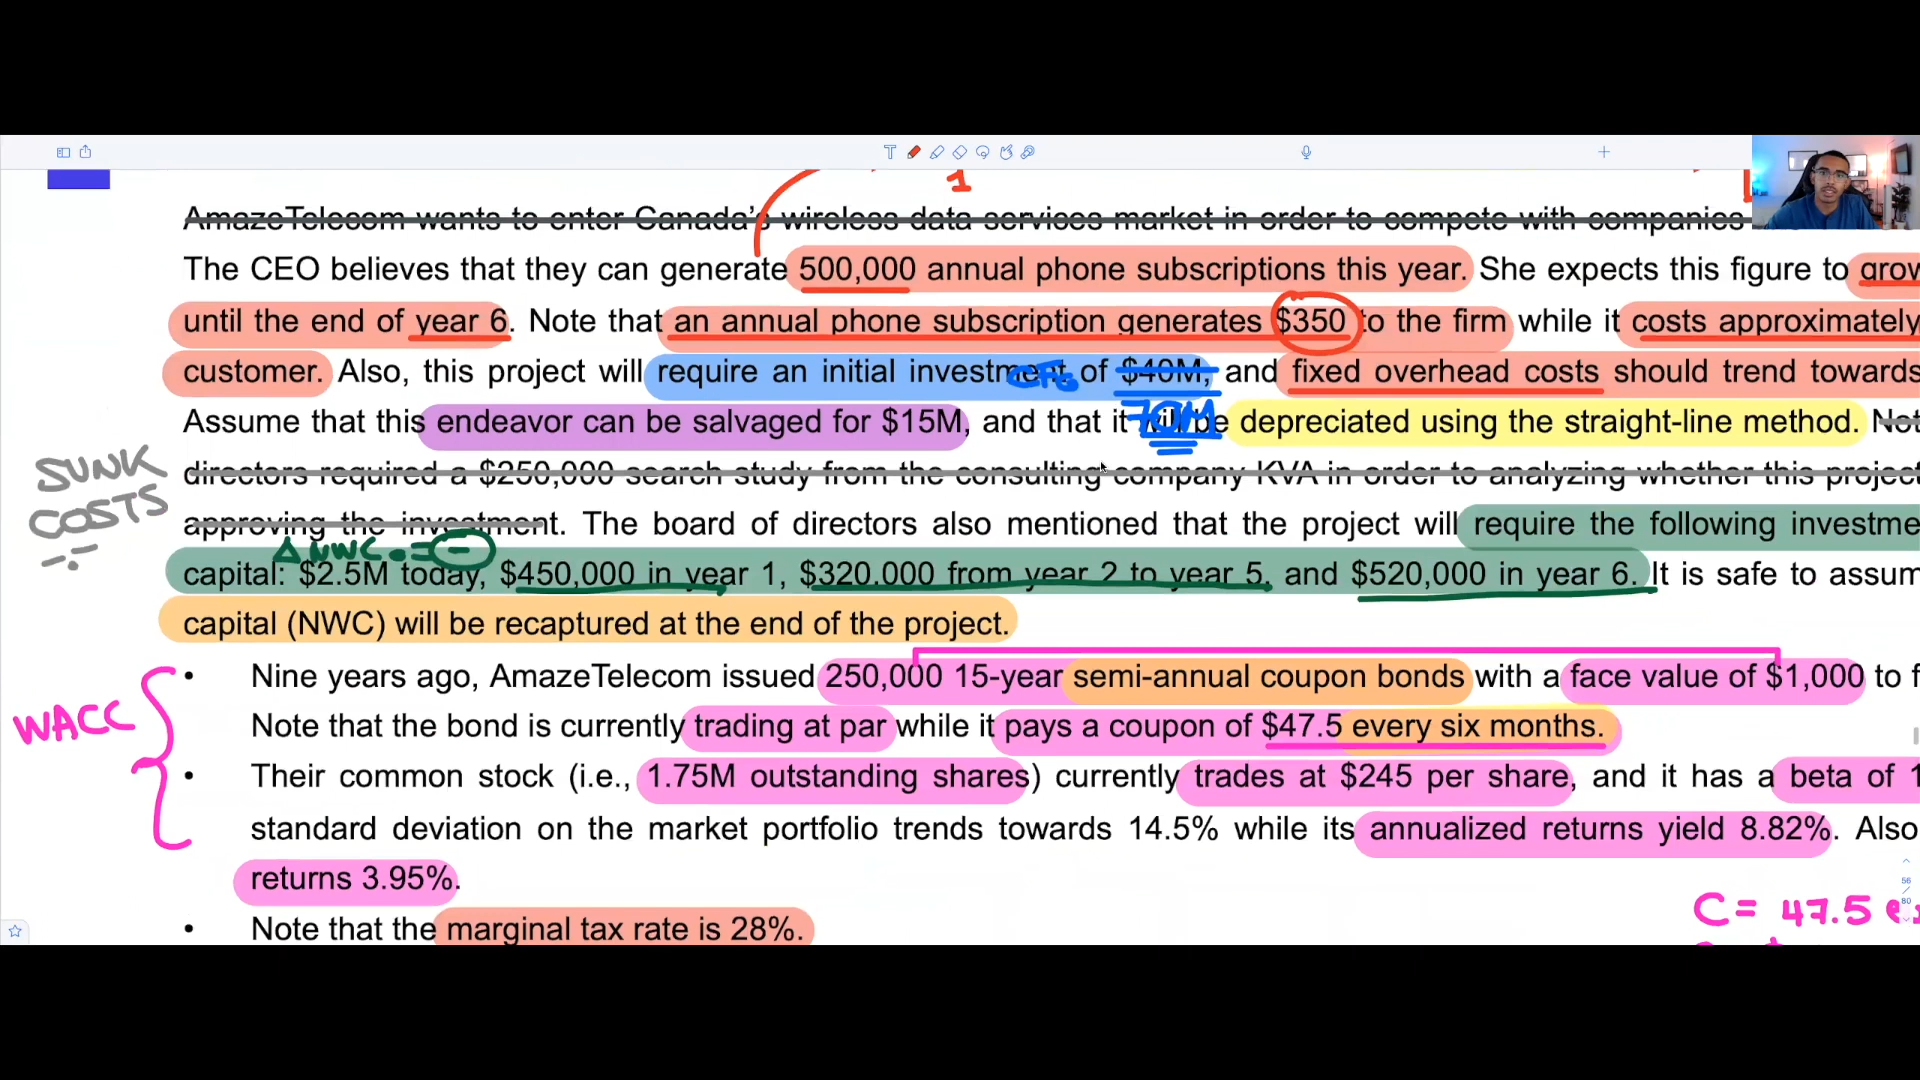 1
AmazeTelecom wants to enter Canada's wireless data services market in order to compete with companies
The CEO believes that they can generate 500,000 annual phone subscriptions this year. She expects this figure to grow
until the end of year 6. Note that an annual phone subscription generates $350 to the firm while it costs approximately
customer. Also, this project will require an initial investment of $40M, and fixed overhead costs should trend towards
CF₀
70M
Assume that this endeavor can be salvaged for $15M, and that it will be depreciated using the straight-line method. Not
SUNK
COSTS
directors required a $250,000 search study from the consulting company KVA in order to analyzing whether this project
approving the investment. The board of directors also mentioned that the project will require the following investme
ΔNWC₀ = -
capital: $2.5M today, $450,000 in year 1, $320,000 from year 2 to year 5, and $520,000 in year 6. It is safe to assum
capital (NWC) will be recaptured at the end of the project.
WACC
• Nine years ago, AmazeTelecom issued 250,000 15-year semi-annual coupon bonds with a face value of $1,000 to f
Note that the bond is currently trading at par while it pays a coupon of $47.5 every six months.
• Their common stock (i.e., 1.75M outstanding shares) currently trades at $245 per share, and it has a beta of 1
standard deviation on the market portfolio trends towards 14.5% while its annualized returns yield 8.82%. Also
returns 3.95%.
• Note that the marginal tax rate is 28%.
C = 47.5
56
/
80